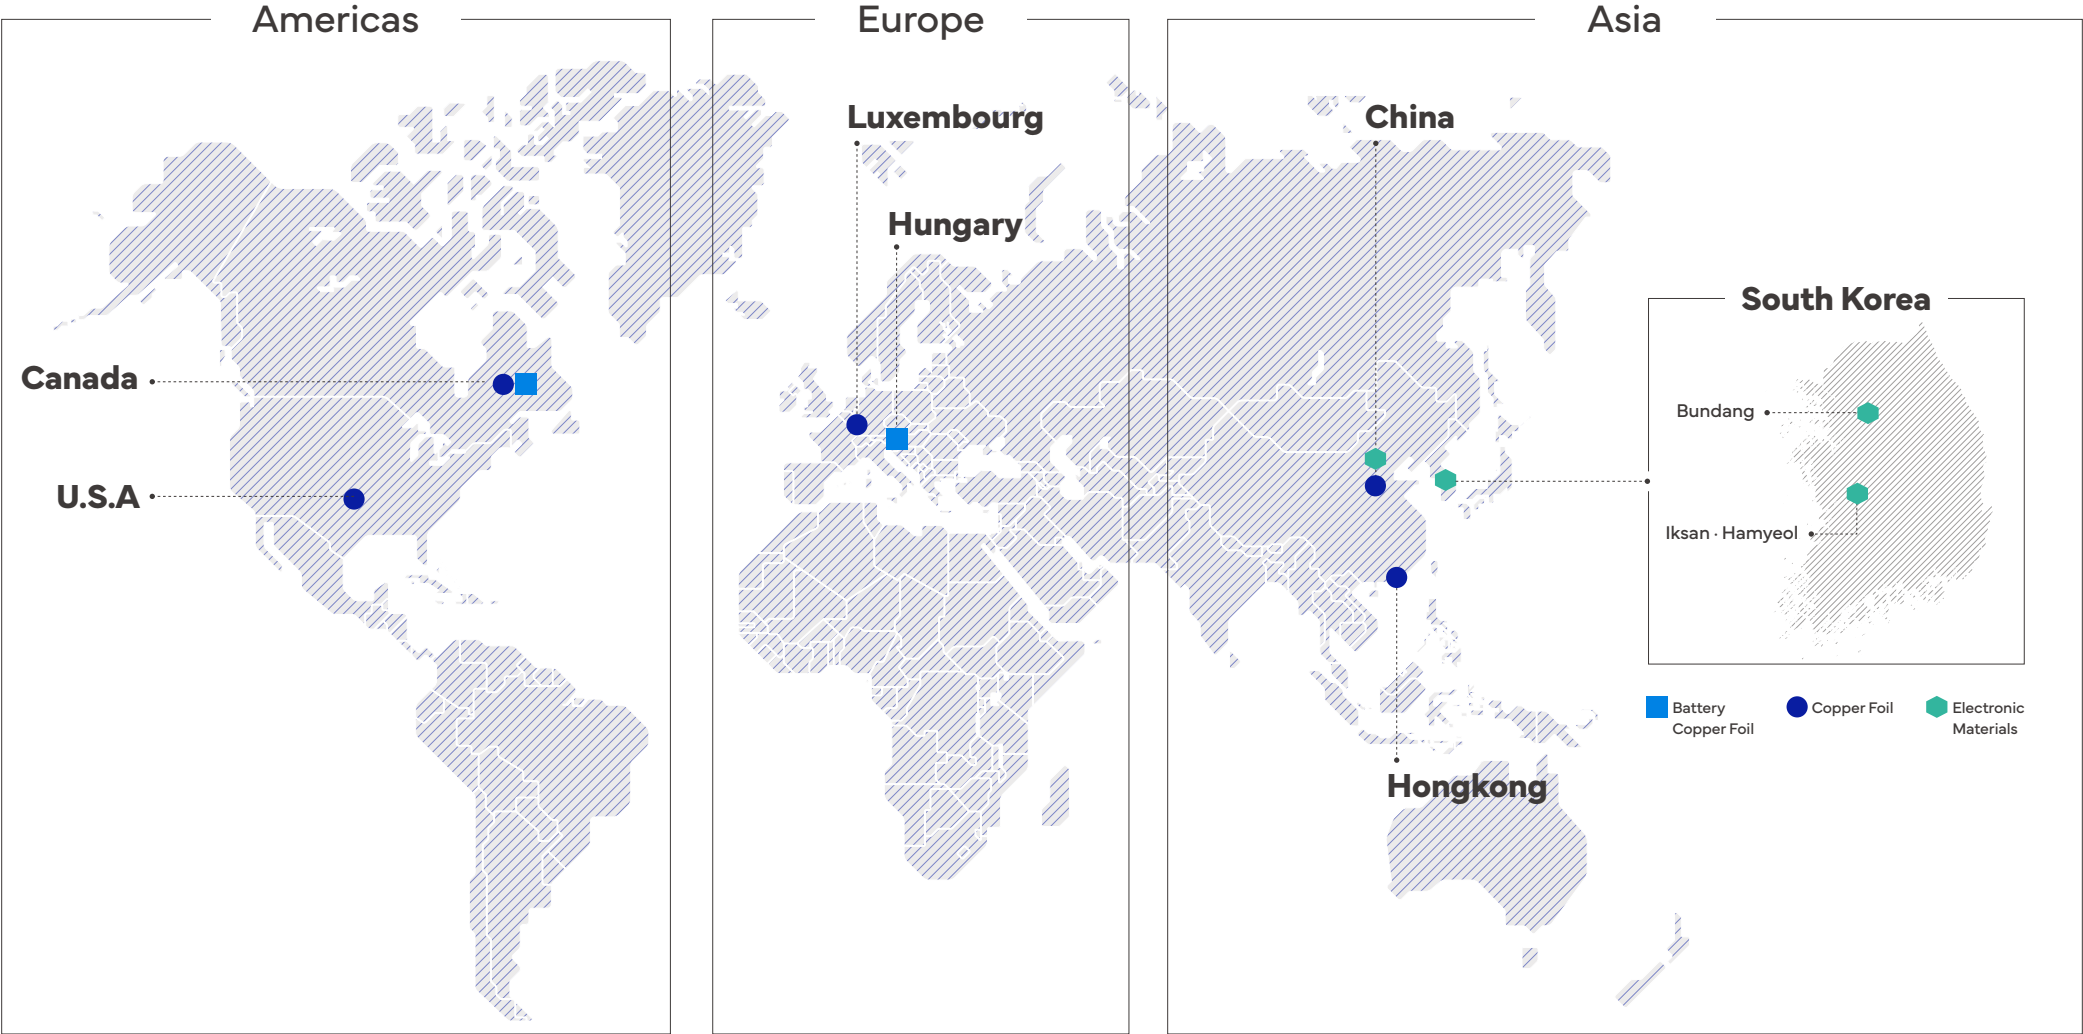 Americas
Europe
Asia
Luxembourg
China
Hungary
South Korea
Canada
Bundang
U.S.A
Iksan · Hamyeol
Battery
Copper Foil
Copper Foil
Electronic
Materials
Hongkong